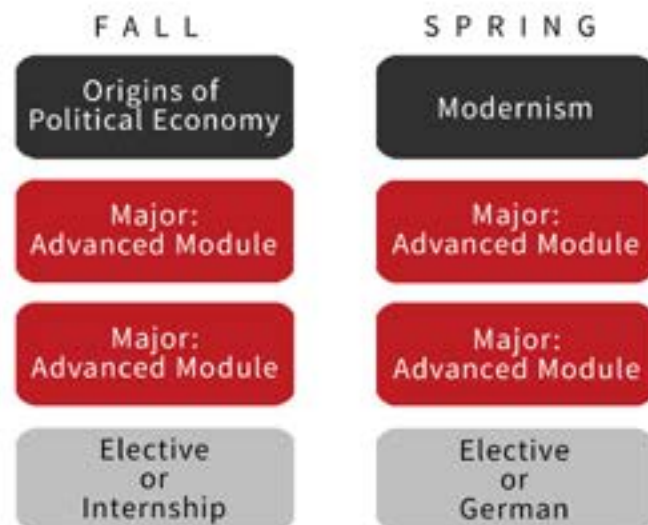 FALL
Origins of
Political Economy
Major:
Advanced Module
Major:
Advanced Module
Elective
or
Internship
SPRING
Modernism
Major:
Advanced Module
Major:
Advanced Module
Elective
or
German